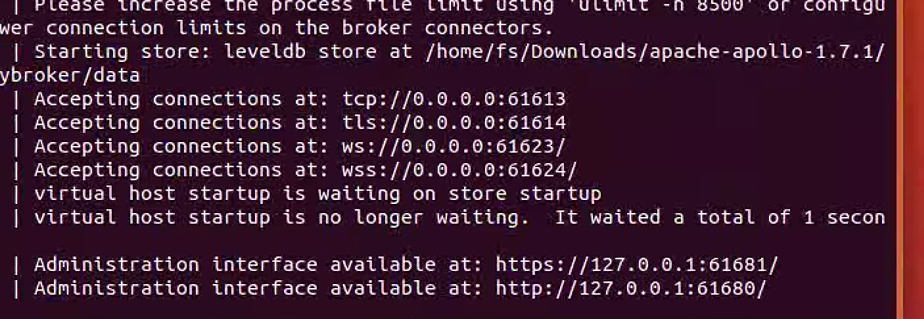 | Please increase the process file limit using 'ulimit -n 8500' or configu
wer connection limits on the broker connectors.
| Starting store: leveldb store at /home/fs/Downloads/apache-apollo-1.7.1/
ybroker/data
| Accepting connections at: tcp://0.0.0.0:61613
| Accepting connections at: tls://0.0.0.0:61614
| Accepting connections at: ws://0.0.0.0:61623/
| Accepting connections at: wss://0.0.0.0:61624/
| virtual host startup is waiting on store startup
| virtual host startup is no longer waiting.  It waited a total of 1 secon
| Administration interface available at: https://127.0.0.1:61681/
| Administration interface available at: http://127.0.0.1:61680/